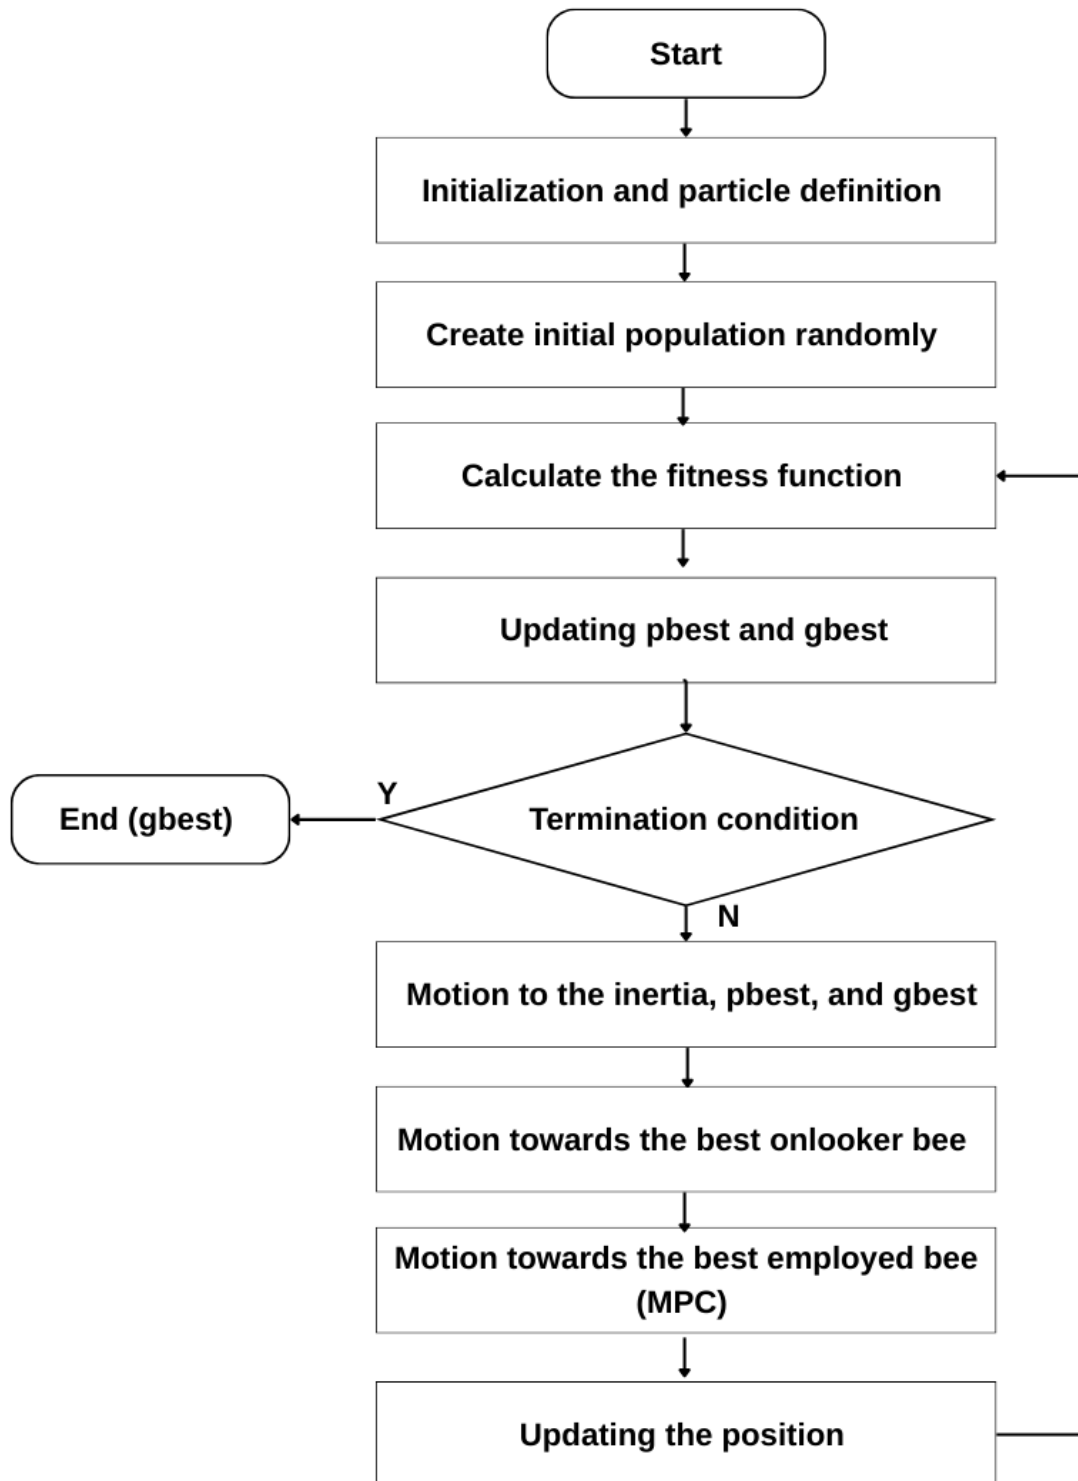 Start
Initialization and particle definition
Create initial population randomly
Calculate the fitness function
Updating pbest and gbest
Y
End (gbest)
Termination condition
N
Motion to the inertia, pbest, and gbest
Motion towards the best onlooker bee
Motion towards the best employed bee
(MPC)
Updating the position